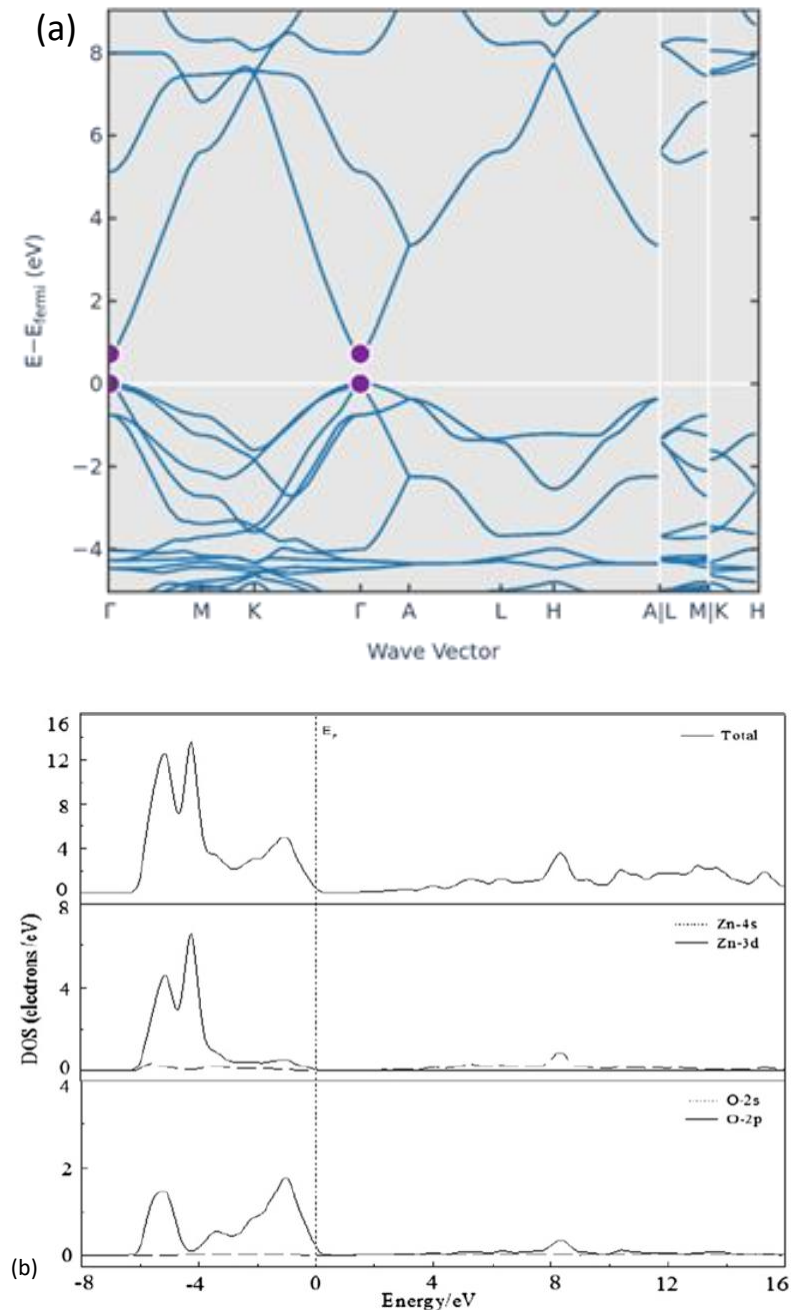 (a)
8
6
4
2
0
−2
−4
E−E_fermi (eV)
Γ M K Γ A L H A|L M|K H
Wave Vector
16
12
8
4
0
E_F
Total
8
4
0
Zn-4s
Zn-3d
4
2
0
O-2s
O-2p
DOS (electrons/eV)
(b)
-8 -4 0 4 8 12 16
Energy/eV